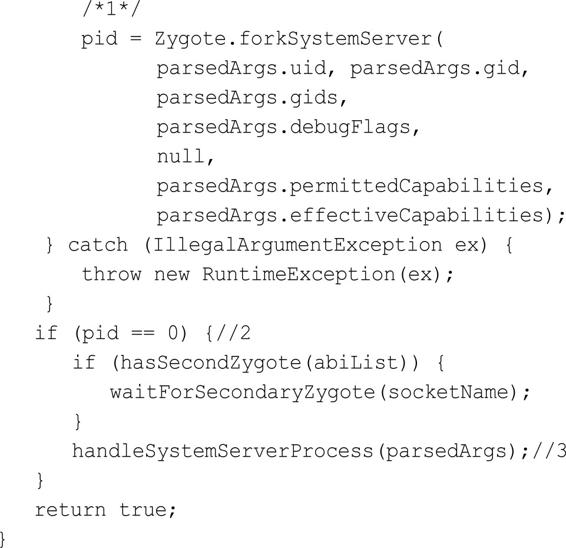 /*1*/
pid = Zygote.forkSystemServer(
parsedArgs.uid, parsedArgs.gid,
parsedArgs.gids,
parsedArgs.debugFlags,
null,
parsedArgs.permittedCapabilities,
parsedArgs.effectiveCapabilities);
} catch (IllegalArgumentException ex) {
throw new RuntimeException(ex);
}
if (pid == 0) {//2
if (hasSecondZygote(abiList)) {
waitForSecondaryZygote(socketName);
}
handleSystemServerProcess(parsedArgs);//3
}
return true;
}